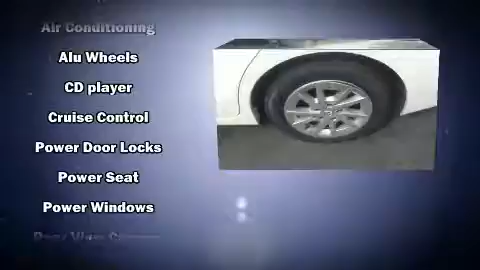 Air Conditioning
Alu Wheels
CD player
Cruise Control
Power Door Locks
Power Seat
Power Windows